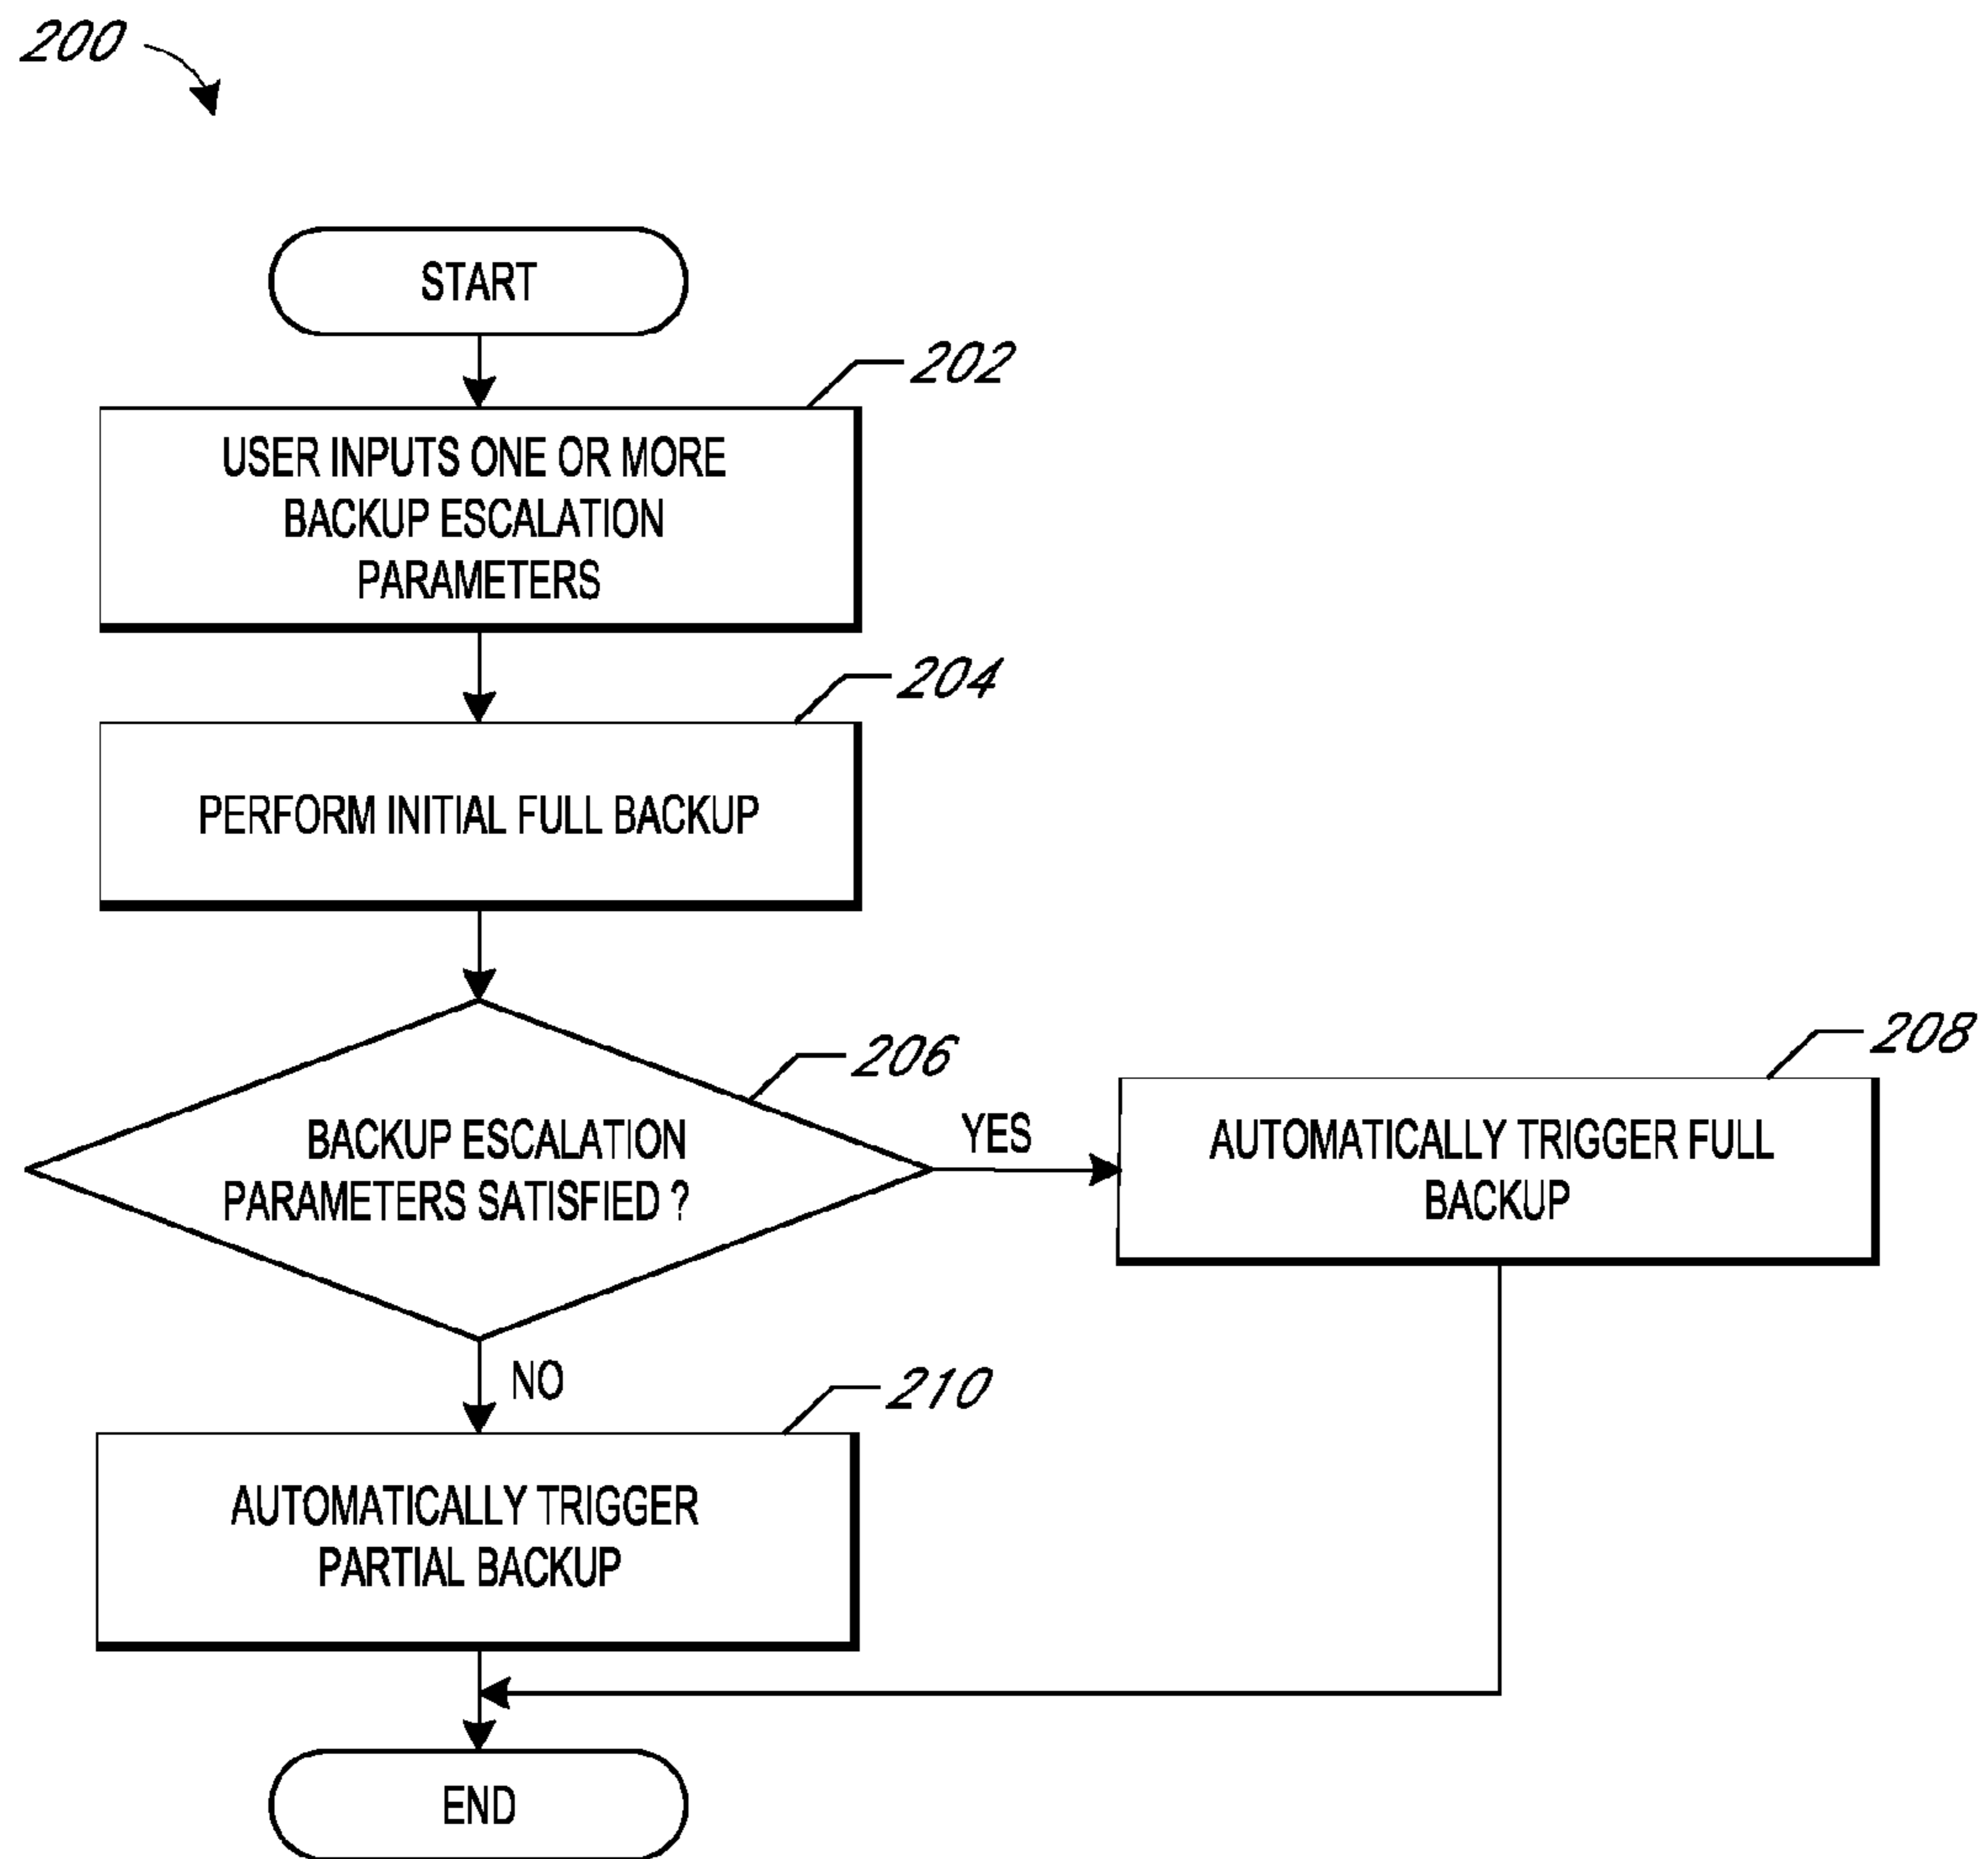 200
START
202
USER INPUTS ONE OR MORE
BACKUP ESCALATION
PARAMETERS
204
PERFORM INITIAL FULL BACKUP
206
BACKUP ESCALATION
PARAMETERS SATISFIED ?
YES
208
AUTOMATICALLY TRIGGER FULL
BACKUP
NO
210
AUTOMATICALLY TRIGGER
PARTIAL BACKUP
END